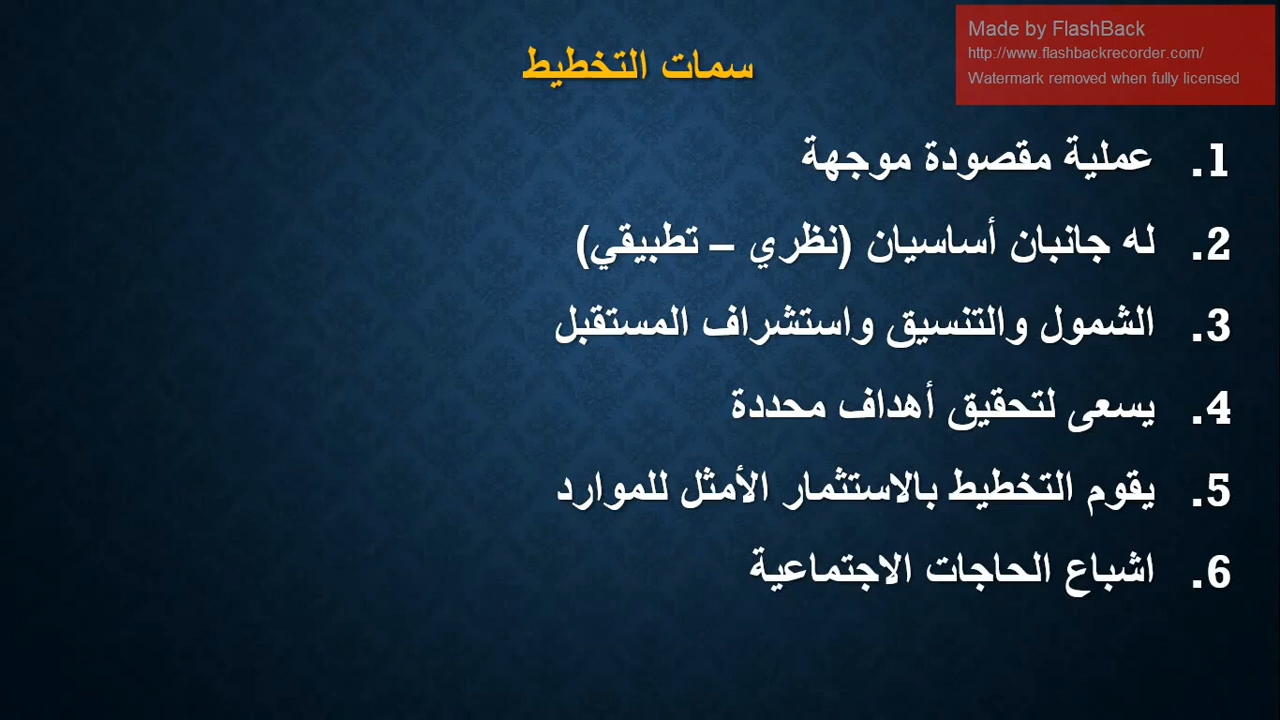 Made by FlashBack
http://www.flashbackrecorder.com/
Watermark removed when fully licensed
سمات التخطيط
1. عملية مقصودة موجهة
2. له جانبان أساسيان (نظري – تطبيقي)
3. الشمول والتنسيق واستشراف المستقبل
4. يسعى لتحقيق أهداف محددة
5. يقوم التخطيط بالاستثمار الأمثل للموارد
6. اشباع الحاجات الاجتماعية